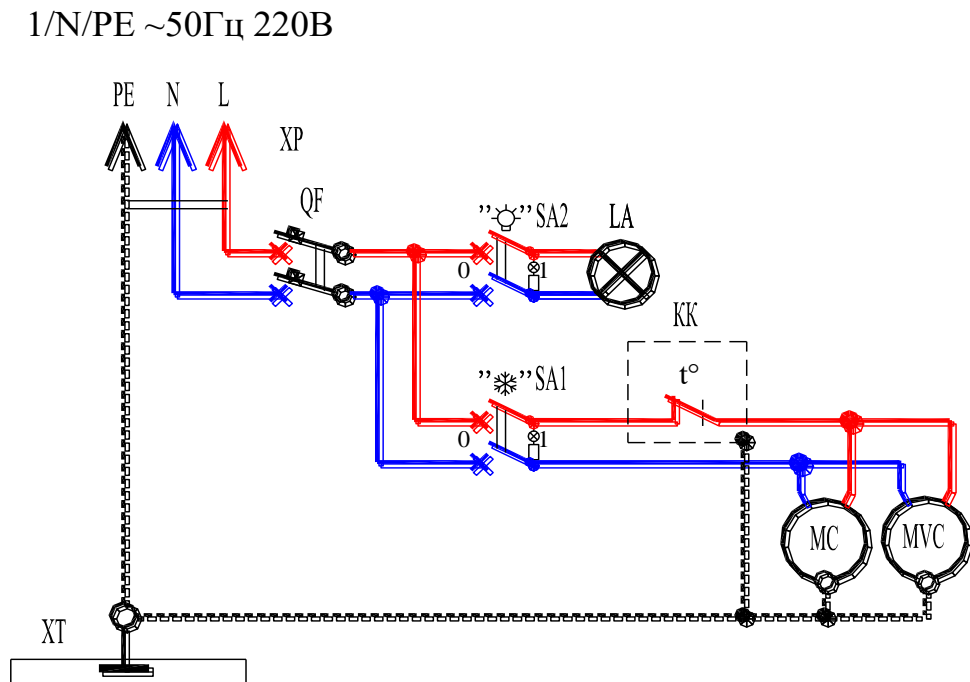 1/N/PE ~50Гц 220В
PE N L
XP
QF
”” SA2 LA
0 1
KK
t°
”” SA1
0 1
MC MVC
XT